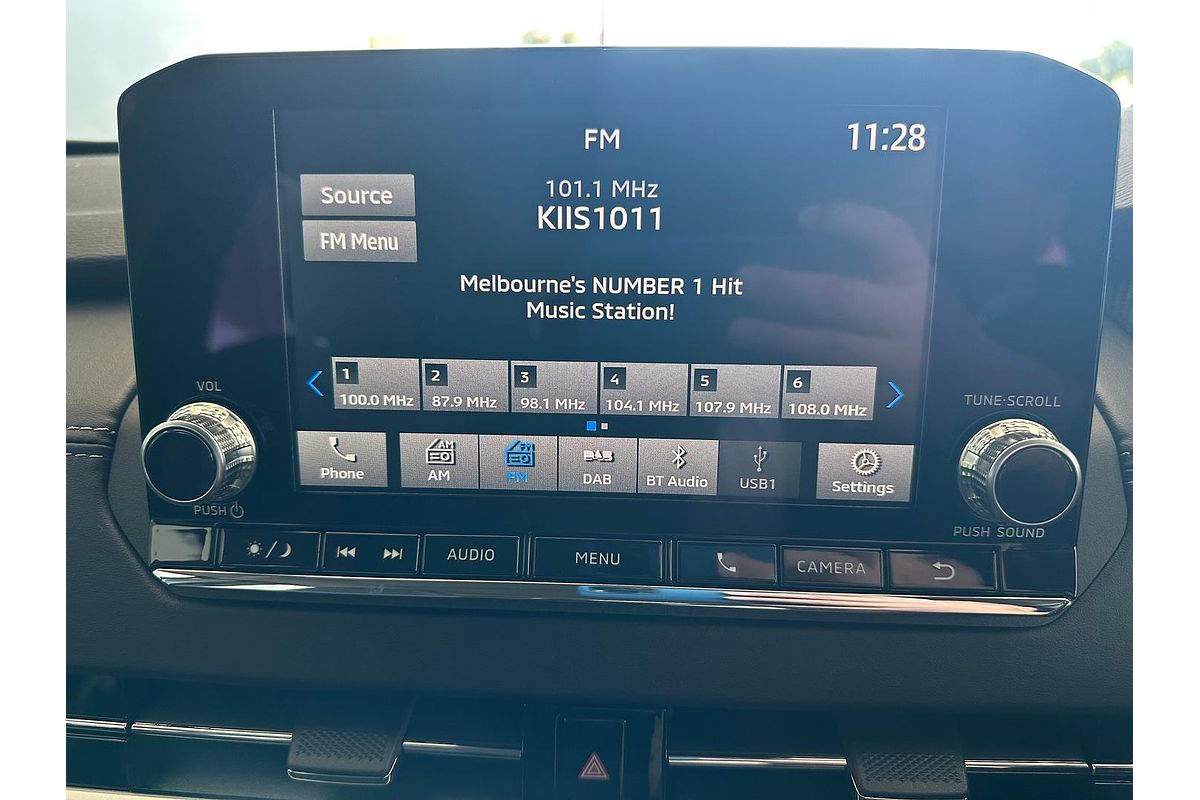 FM
11:28
Source
101.1 MHz
KIIS1011
FM Menu
Melbourne's NUMBER 1 Hit
Music Station!
1
100.0 MHz
2
87.9 MHz
3
98.1 MHz
4
104.1 MHz
5
107.9 MHz
6
108.0 MHz
VOL
TUNE·SCROLL
Phone
AM
AM
FM
FM
DAB
DAB
BT Audio
USB1
Settings
PUSH
PUSH SOUND
AUDIO
MENU
CAMERA